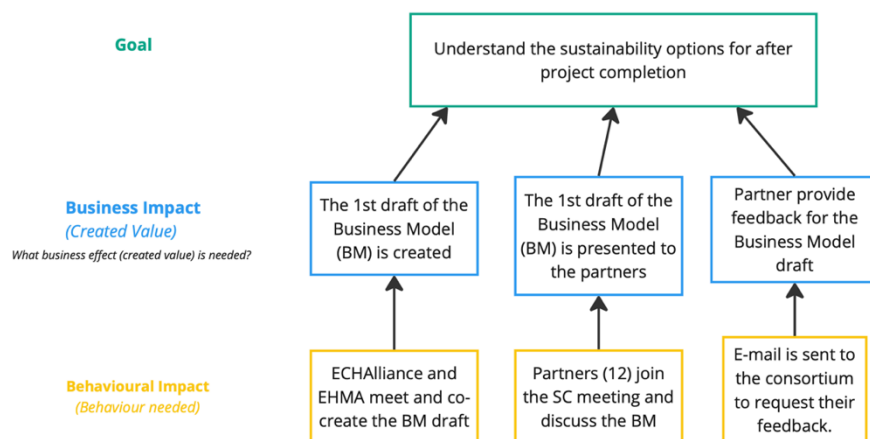 Goal
Understand the sustainability options for after
project completion
Business Impact
(Created Value)
What business effect (created value) is needed?
The 1st draft of the
Business Model
(BM) is created
The 1st draft of the
Business Model
(BM) is presented to
the partners
Partner provide
feedback for the
Business Model
draft
Behavioural Impact
(Behaviour needed)
ECHAlliance and
EHMA meet and co-
create the BM draft
Partners (12) join
the SC meeting and
discuss the BM
E-mail is sent to
the consortium
to request their
feedback.